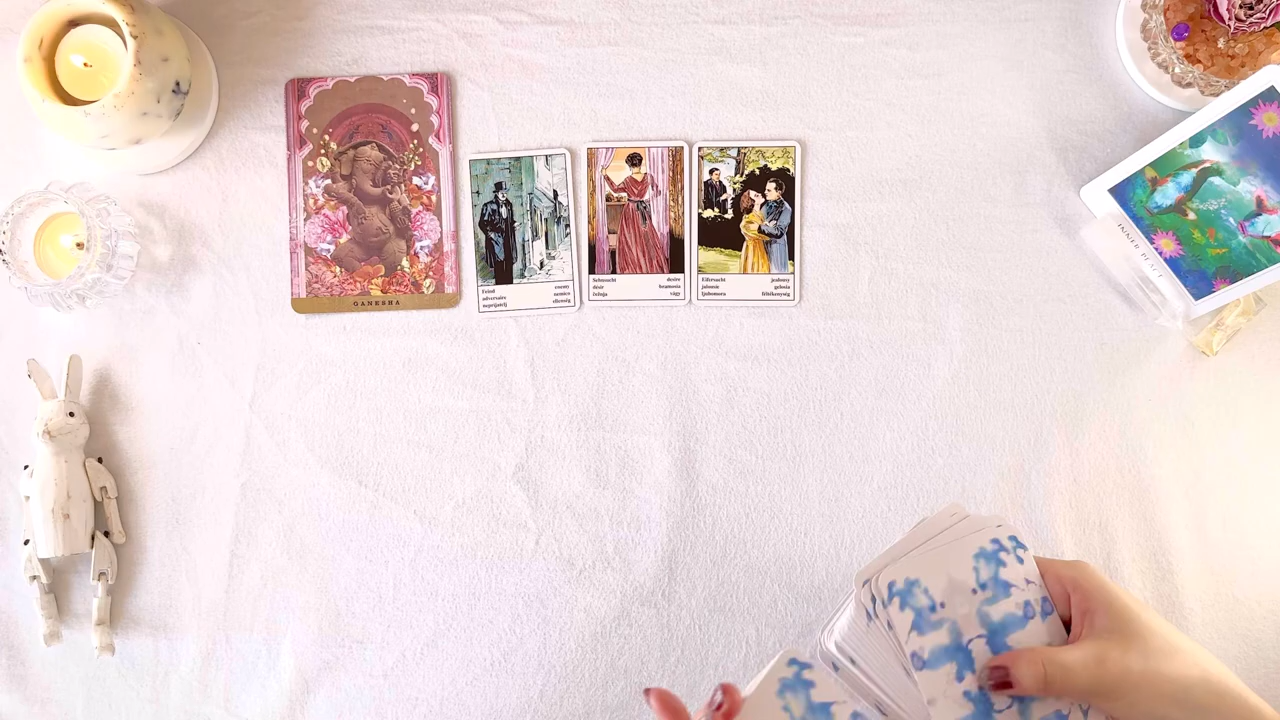 GANESHA
Feind enemy
adversaire nemico
neprijatelj ellenség
Sehnsucht desire
désir bramosia
čežnja vágy
Eifersucht jealousy
jalousie gelosia
ljubomora féltékenység
INNER PEACE